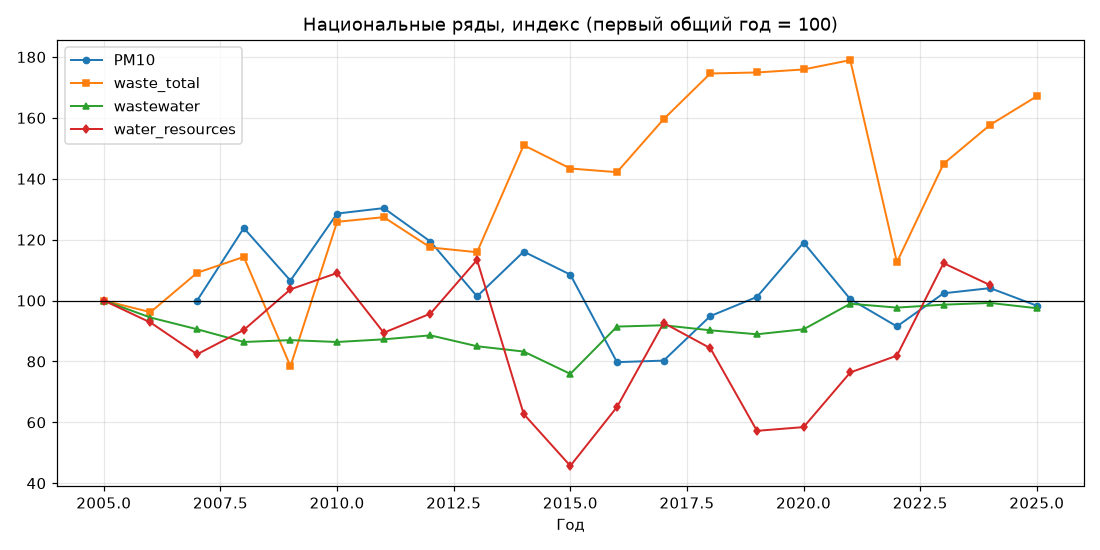 Национальные ряды, индекс (первый общий год = 100)
PM10
waste_total
wastewater
water_resources
180
160
140
120
100
80
60
40
2005.0 2007.5 2010.0 2012.5 2015.0 2017.5 2020.0 2022.5 2025.0
Год